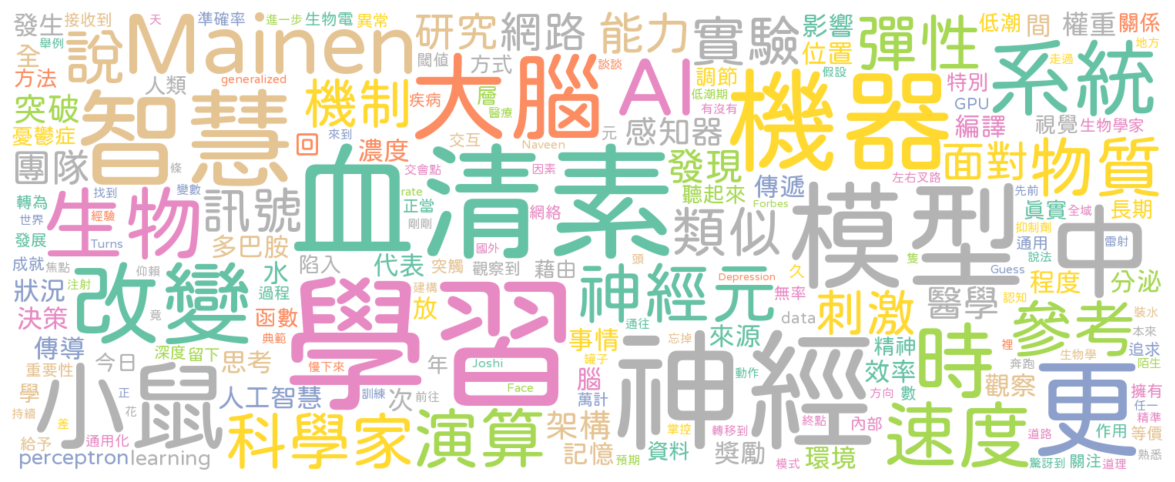 Mainen
智慧
血清素
學習
大腦
機器
模型
神經
系統
彈性
AI
生物
改變
小鼠
更
中
時
速度
參考
物質
科學家
演算
神經元
刺激
說
機制
研究
網路
能力
實驗
訊號
類似
發現
面對
架構
醫學
團隊
突破
發生
接收到
準確率
進一步
天
舉例
生物電
異常
全
方法
人類
generalized
閾值
方式
疾病
層
醫療
談談
影響
位置
調節
低潮期
有沒有
假設
低潮
間
權重
關係
地方
走過
特別
GPU
編譯
視覺
生物學家
憂鬱症
回
濃度
交互
Naveen
元
感知器
轉為
找到
變數
條
來到
世界
經驗
發展
Turns
多巴胺
交會點
因素
rate
正當
Forbes
聽起來
傳遞
左右叉路
先前
真實
全域
長期
抑制劑
通用
說法
雷射
隻
Guess
成就
焦點
仰賴
剛剛
網絡
國外
陷入
代表
突觸
觀察到
藉由
頭
Depression
久
無率
認知
程度
分泌
狀況
注射
竟
水
過程
建構
決策
典範
函數
放
事情
通往
忘掉
來源
data
動作
裝水
本來
追求
傳導
深度
留下
思考
慢下來
年
Joshi
罐子
精神
效率
奔跑
裡
生物學
陌生
今日
重要性
學
正
人工智慧
訓練
次
前往
Face
腦
萬計
方向
數
觀察
擁有
任一
精準
持續
差
花
記憶
掌控
終點
內部
道路
作用
等價
給予
通用化
perceptron
learning
預期
資料
轉移到
獎勵
模式
環境
驚訝到
關注
道理
熟悉